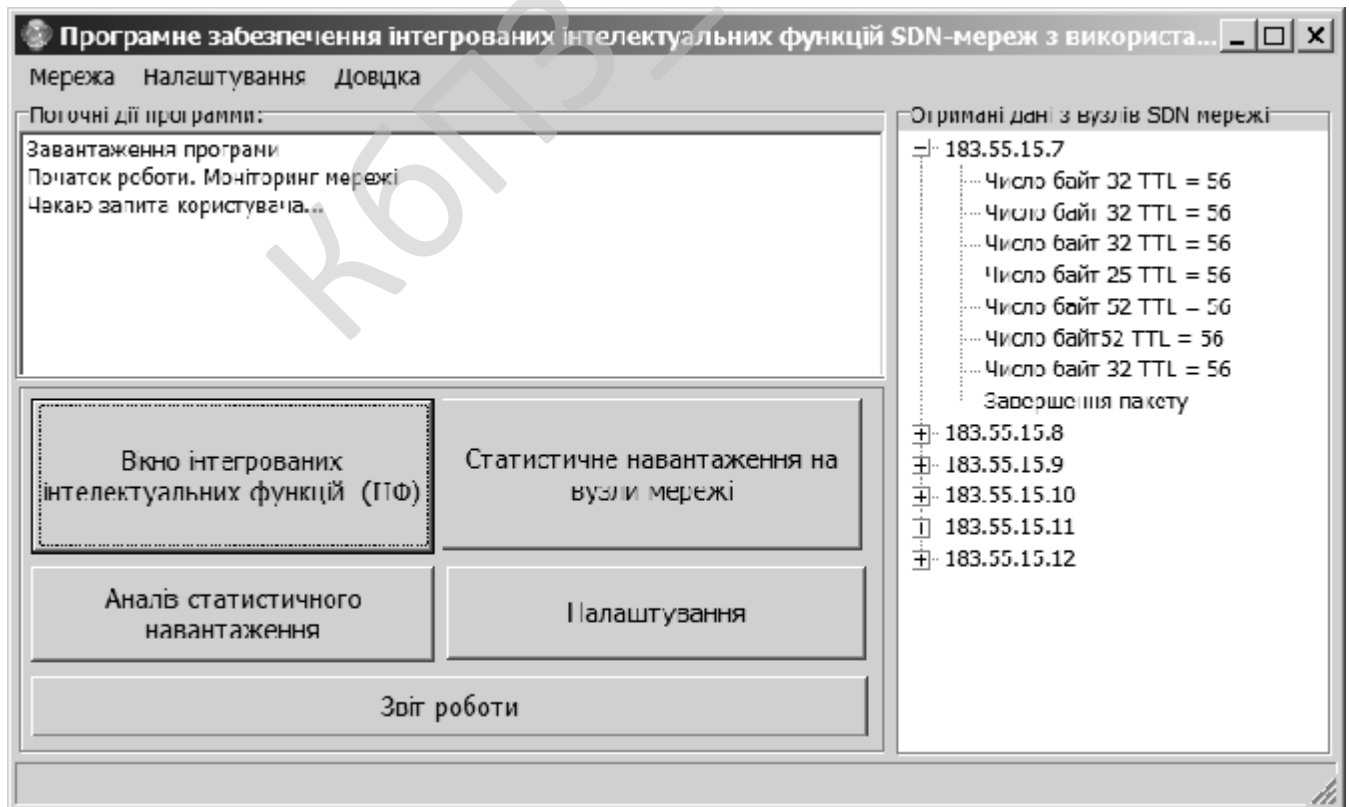 Програмне забезпечення інтегрованих інтелектуальних функцій SDN-мереж з використа...
Мережа Налаштування Довідка
Поточні дії программи:
Завантаження програми
Початок роботи. Моніторинг мережі
Чекаю запита користувача...
Вікно інтегрованих
інтелектуальних функцій (ІІФ)
Статистичне навантаження на
вузли мережі
Аналіз статистичного
навантаження
Налаштування
Звіт роботи
Отримані дані з вузлів SDN мережі
183.55.15.7
Число байт 32 TTL = 56
Число байт 32 TTL = 56
Число байт 32 TTL = 56
Число байт 25 TTL = 56
Число байт 52 TTL = 56
Число байт52 TTL = 56
Число байт 32 TTL = 56
Завершення пакету
183.55.15.8
183.55.15.9
183.55.15.10
183.55.15.11
183.55.15.12
КбПЗ_